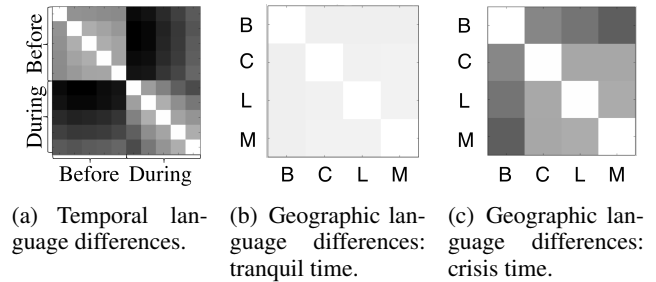 Before
During
Before During
B
C
L
M
B C L M
B
C
L
M
B C L M
(a) Temporal lan-
guage differences.
(b) Geographic lan-
guage differences:
tranquil time.
(c) Geographic lan-
guage differences:
crisis time.